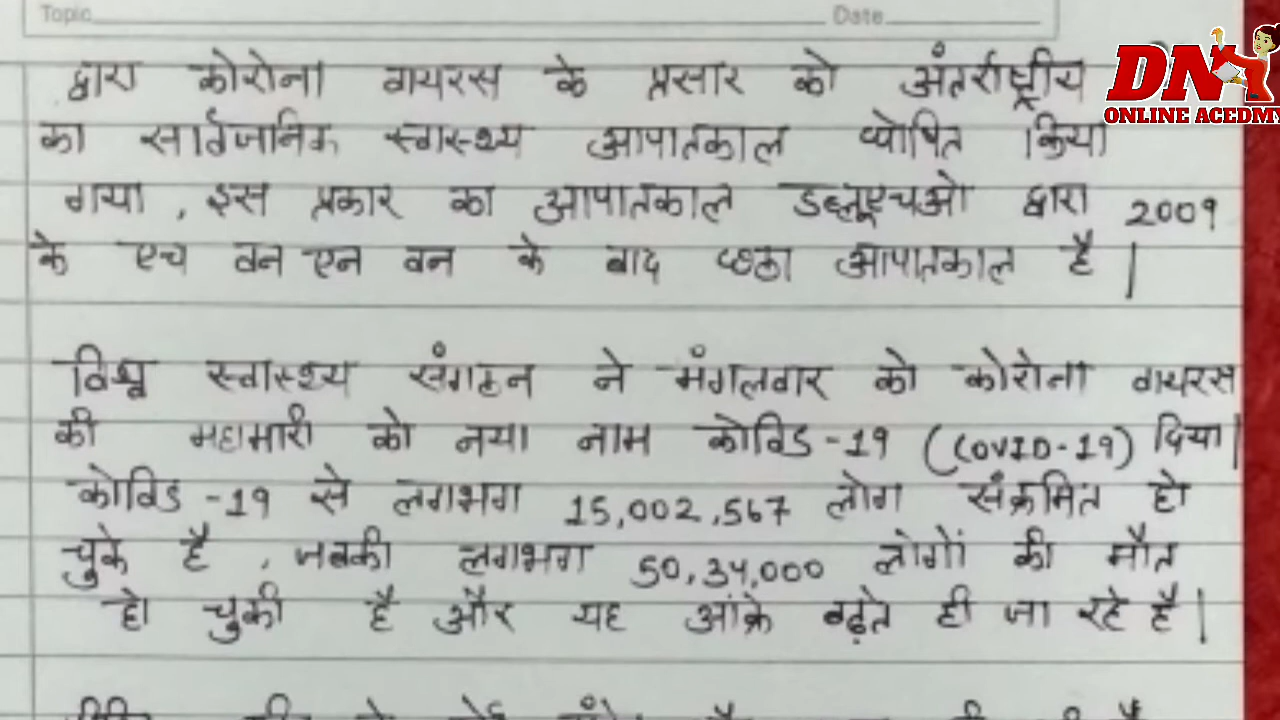 Topic Date
DN
ONLINE ACEDMY
द्वारा कोरोना वायरस के प्रसार को अंतर्राष्ट्रीय
का सार्वजनिक स्वास्थ्य आपातकाल घोषित किया
गया , इस प्रकार का आपातकाल डब्लूएचओ द्वारा 2009
के एच वन एन वन के बाद छठा आपातकाल है |
विश्व स्वास्थ्य संगठन ने मंगलवार को कोरोना वायरस
की महामारी को नया नाम कोविड -19 (COVID-19) दिया |
कोविड -19 से लगभग 15,002,567 लोग संक्रमित हो
चुके है , जबकी लगभग 50,34,000 लोगों की मौत
हो चुकी है और यह आंक्रे बढ़ते ही जा रहे है |